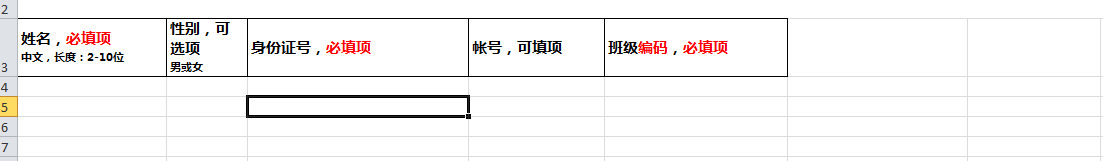 2
3
姓名，必填项
中文，长度：2-10位
性别，可
选项
男或女
身份证号，必填项
帐号，可填项
班级编码，必填项
4
5
6
7